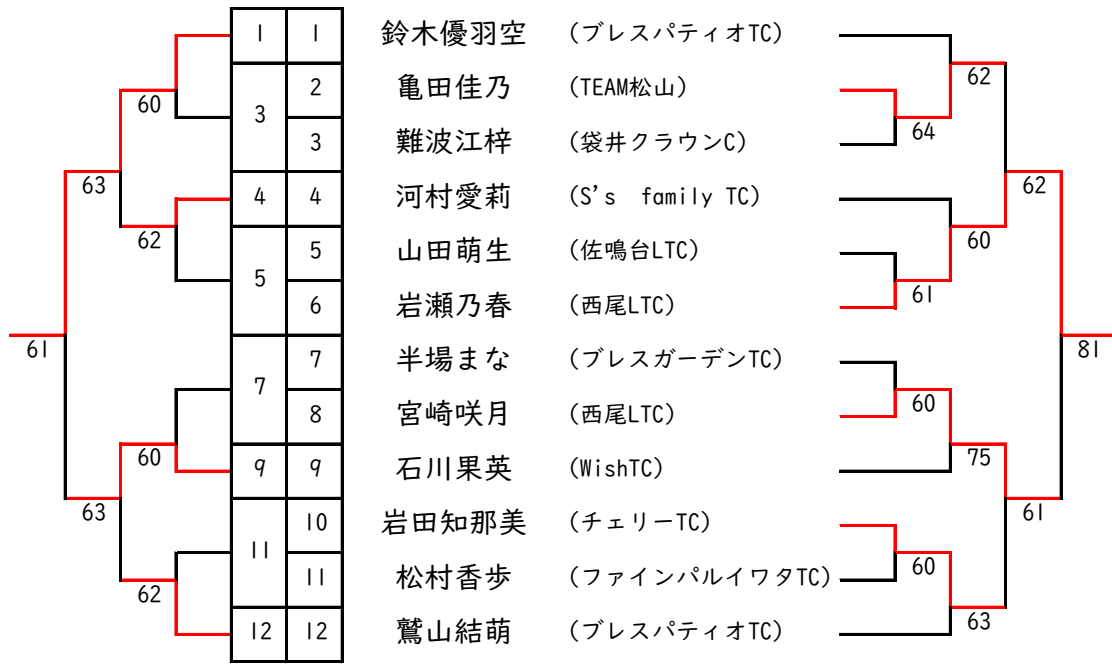 1 1 鈴木優羽空 (ブレスパティオTC)
62
60 2 亀田佳乃 (TEAM松山)
3
64
3 難波江梓 (袋井クラウンC)
63 62
4 4 河村愛莉 (S's family TC)
62 60
5 山田萌生 (佐鳴台LTC)
5
61
6 岩瀬乃春 (西尾LTC)
61 81
7 半場まな (ブレスガーデンTC)
7
60
8 宮崎咲月 (西尾LTC)
60 75
9 9 石川果英 (WishTC)
63 61
10 岩田知那美 (チェリーTC)
11
60
11 松村香歩 (ファインパルイワタTC)
62 63
12 12 鷲山結萌 (ブレスパティオTC)